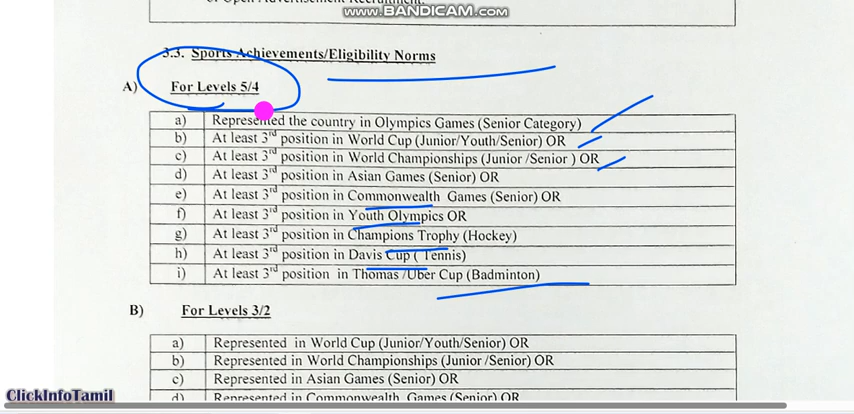 or Open Advertisement Recruitment.
www.BANDICAM.com
3.3. Sports Achievements/Eligibility Norms
A) For Levels 5/4
a) Represented the country in Olympics Games (Senior Category)
b) At least 3rd position in World Cup (Junior/Youth/Senior) OR
c) At least 3rd position in World Championships (Junior /Senior ) OR
d) At least 3rd position in Asian Games (Senior) OR
e) At least 3rd position in Commonwealth Games (Senior) OR
f) At least 3rd position in Youth Olympics OR
g) At least 3rd position in Champions Trophy (Hockey)
h) At least 3rd position in Davis Cup ( Tennis)
i) At least 3rd position in Thomas /Uber Cup (Badminton)
B) For Levels 3/2
a) Represented in World Cup (Junior/Youth/Senior) OR
b) Represented in World Championships (Junior /Senior) OR
c) Represented in Asian Games (Senior) OR
d) Represented in Commonwealth Games (Senior) OR
ClickInfoTamil